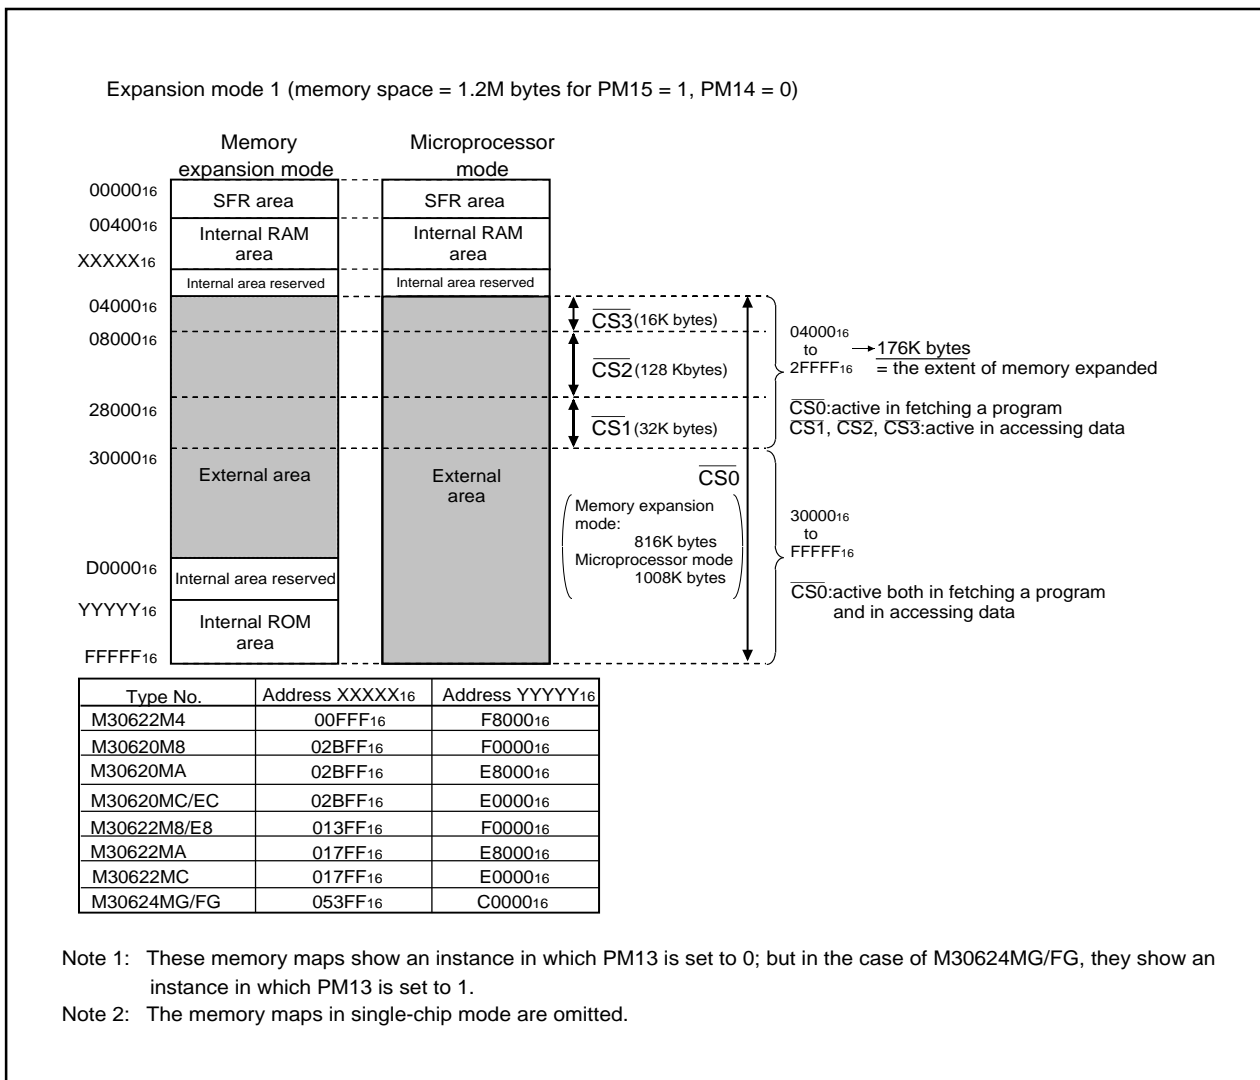 Expansion mode 1 (memory space = 1.2M bytes for PM15 = 1, PM14 = 0)
Memory expansion mode
Microprocessor mode
00000₁₆
SFR area
SFR area
00400₁₆
Internal RAM area
Internal RAM area
XXXXX₁₆
Internal area reserved
Internal area reserved
04000₁₆
CS3 (16K bytes)
08000₁₆
CS2 (128 Kbytes)
28000₁₆
CS1 (32K bytes)
30000₁₆
External area
External area
CS0
Memory expansion
mode:
816K bytes
Microprocessor mode
1008K bytes
D0000₁₆
Internal area reserved
YYYYY₁₆
Internal ROM area
FFFFF₁₆
04000₁₆
to
2FFFF₁₆
176K bytes
= the extent of memory expanded
CS0:active in fetching a program
CS1, CS2, CS3:active in accessing data
30000₁₆
to
FFFFF₁₆
CS0:active both in fetching a program
and in accessing data
Type No. Address XXXXX₁₆ Address YYYYY₁₆
M30622M4 00FFF₁₆ F8000₁₆
M30620M8 02BFF₁₆ F0000₁₆
M30620MA 02BFF₁₆ E8000₁₆
M30620MC/EC 02BFF₁₆ E0000₁₆
M30622M8/E8 013FF₁₆ F0000₁₆
M30622MA 017FF₁₆ E8000₁₆
M30622MC 017FF₁₆ E0000₁₆
M30624MG/FG 053FF₁₆ C0000₁₆
Note 1: These memory maps show an instance in which PM13 is set to 0; but in the case of M30624MG/FG, they show an
instance in which PM13 is set to 1.
Note 2: The memory maps in single-chip mode are omitted.